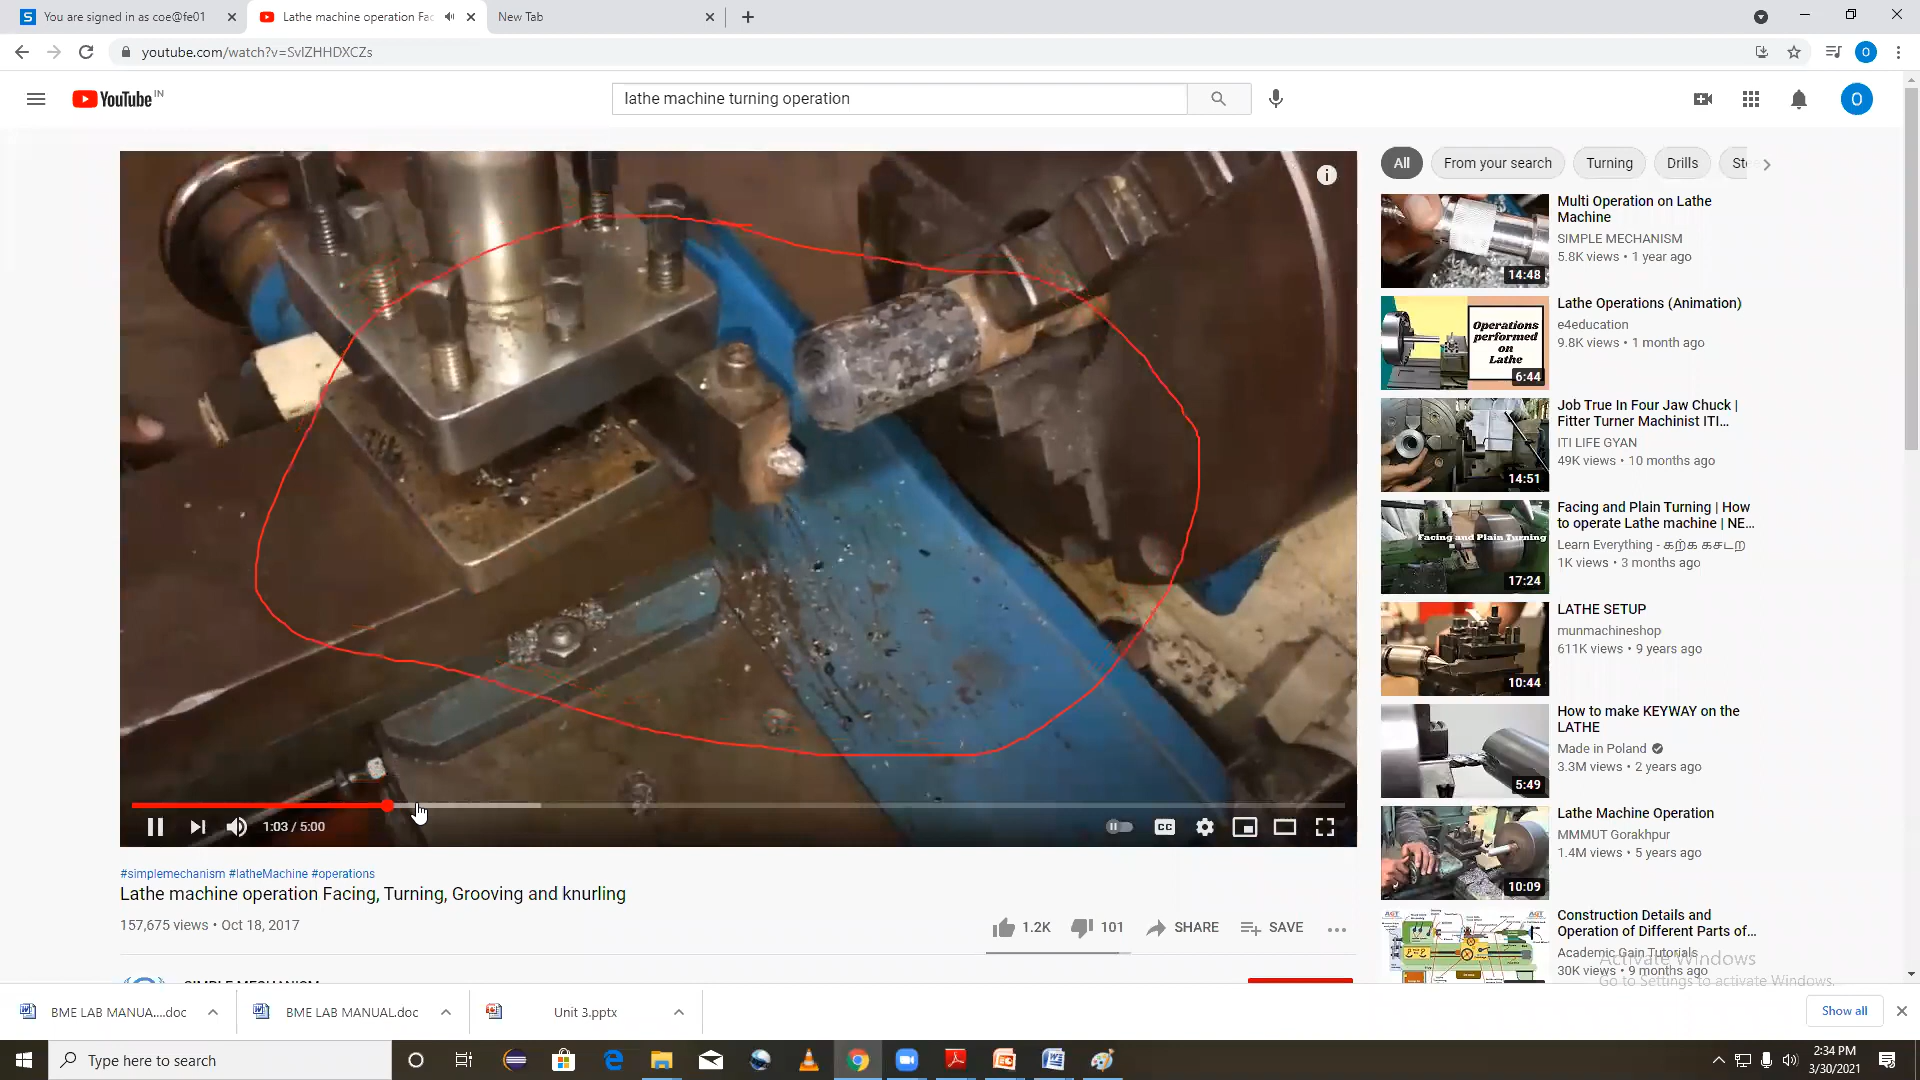 You are signed in as coe@fe01
Lathe machine operation Fac
New Tab
youtube.com/watch?v=SvlZHHDXCZs
O
YouTube IN
lathe machine turning operation
O
All
From your search
Turning
Drills
Ste
Multi Operation on Lathe
Machine
SIMPLE MECHANISM
5.8K views • 1 year ago
14:48
Operations
performed
on
Lathe
6:44
Lathe Operations (Animation)
e4education
9.8K views • 1 month ago
Job True In Four Jaw Chuck |
Fitter Turner Machinist ITI...
ITI LIFE GYAN
49K views • 10 months ago
14:51
Facing and Plain Turning | How
to operate Lathe machine | NE...
Learn Everything - கற்க கசடற
1K views • 3 months ago
Facing and Plain Turning
17:24
LATHE SETUP
munmachineshop
611K views • 9 years ago
10:44
How to make KEYWAY on the
LATHE
Made in Poland
3.3M views • 2 years ago
5:49
Lathe Machine Operation
MMMUT Gorakhpur
1.4M views • 5 years ago
10:09
Construction Details and
Operation of Different Parts of...
Academic Gain Tutorials
30K views • 9 months ago
AGT
AGT
1:03 / 5:00
CC
#simplemechanism #latheMachine #operations
Lathe machine operation Facing, Turning, Grooving and knurling
157,675 views • Oct 18, 2017
1.2K
101
SHARE
SAVE
SIMPLE MECHANISM
Activate Windows
Go to Settings to activate Windows.
BME LAB MANUA....doc
BME LAB MANUAL.doc
Unit 3.pptx
Show all
Type here to search
2:34 PM
3/30/2021